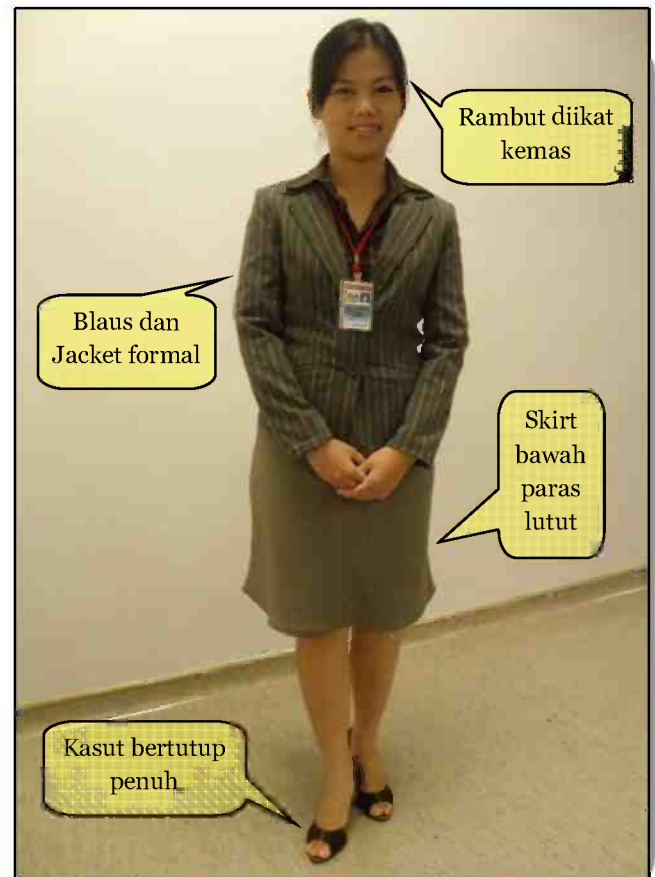 Rambut diikat
kemas
Blaus dan
Jacket formal
Skirt
bawah
paras
lutut
Kasut bertutup
penuh